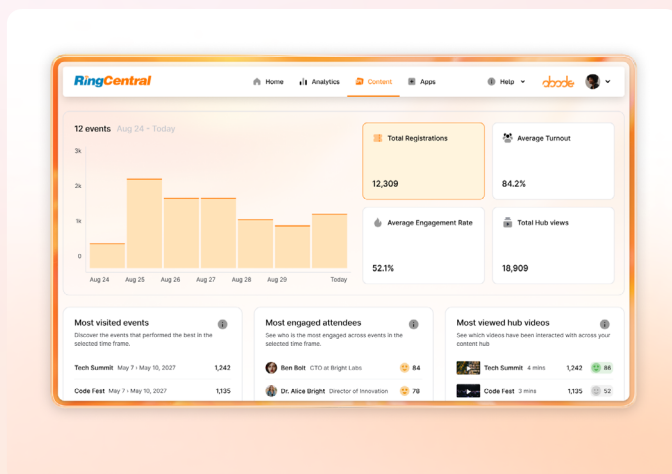 RingCentral
Home
Analytics
Content
Apps
Help
abode
12 events Aug 24 - Today
3k
2k
1k
0
Aug 24 Aug 25 Aug 26 Aug 27 Aug 28 Aug 29 Today
Total Registrations
12,309
Average Turnout
84.2%
Average Engagement Rate
52.1%
Total Hub views
18,909
Most visited events
Discover the events that performed the best in the
selected time frame.
Tech Summit May 7 - May 10, 2027 1,242
Code Fest May 7 - May 10, 2027 1,135
Most engaged attendees
See who is the most engaged across events in the
selected time frame.
Ben Bolt CTO at Bright Labs 84
Dr. Alice Bright Director of Innovation 78
Most viewed hub videos
See which videos have been interacted with across your
content hub
Tech Summit 4 mins 1,242 86
Code Fest 3 mins 1,135 52